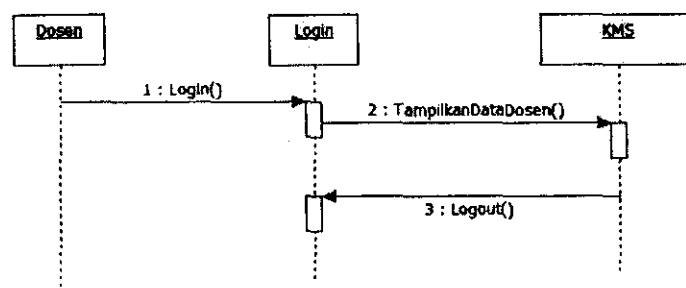 Dosen
Login
KMS
1 : Login()
2 : TampilkanDataDosen()
3 : Logout()